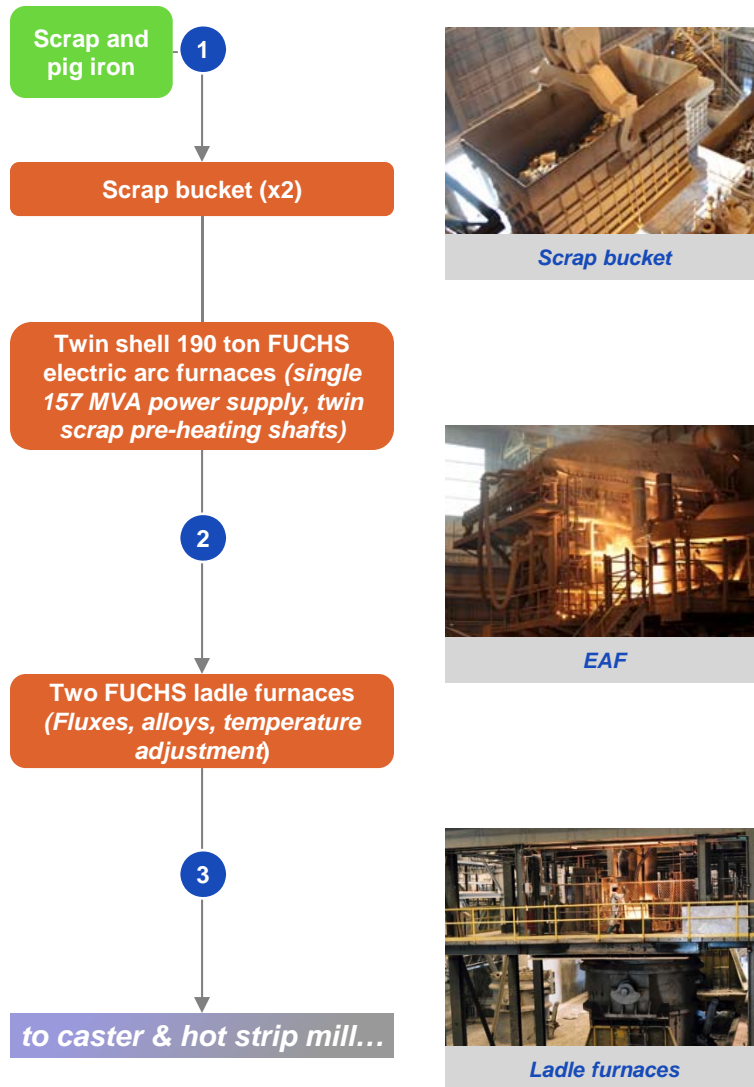 Scrap and
pig iron
1
Scrap bucket (x2)
Scrap bucket
Twin shell 190 ton FUCHS
electric arc furnaces (single
157 MVA power supply, twin
scrap pre-heating shafts)
2
EAF
Two FUCHS ladle furnaces
(Fluxes, alloys, temperature
adjustment)
3
to caster & hot strip mill…
Ladle furnaces